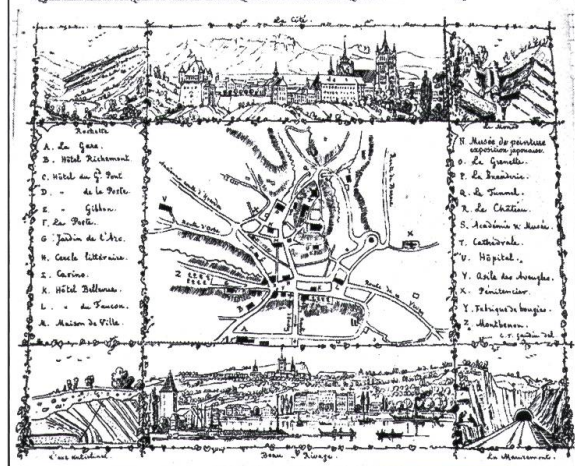 La Cité.
Rochette
A. La Gare.
B. Hôtel Richemont
C. Hôtel du Gd Pont
D. - de la Poste.
E. - Gibbon.
F. La Poste.
G. Jardin de l'Arc.
H. Cercle littéraire.
I. Casino.
K. Hôtel Bellevue.
L. - du Faucon.
M. Maison de Ville.
Le Mont
N. Musée de peinture
exposition japonaise.
O. La Grenette.
P. La Buanderie.
Q. Le Tunnel.
R. Le Château.
S. Académie & Musée.
T. Cathédrale.
U. Hôpital.
V. Asile des Aveugles.
X. Pénitencier.
Y. Fabrique de bougies.
Z. Montbenon.
Route d'Echallens
Beau Rivage.